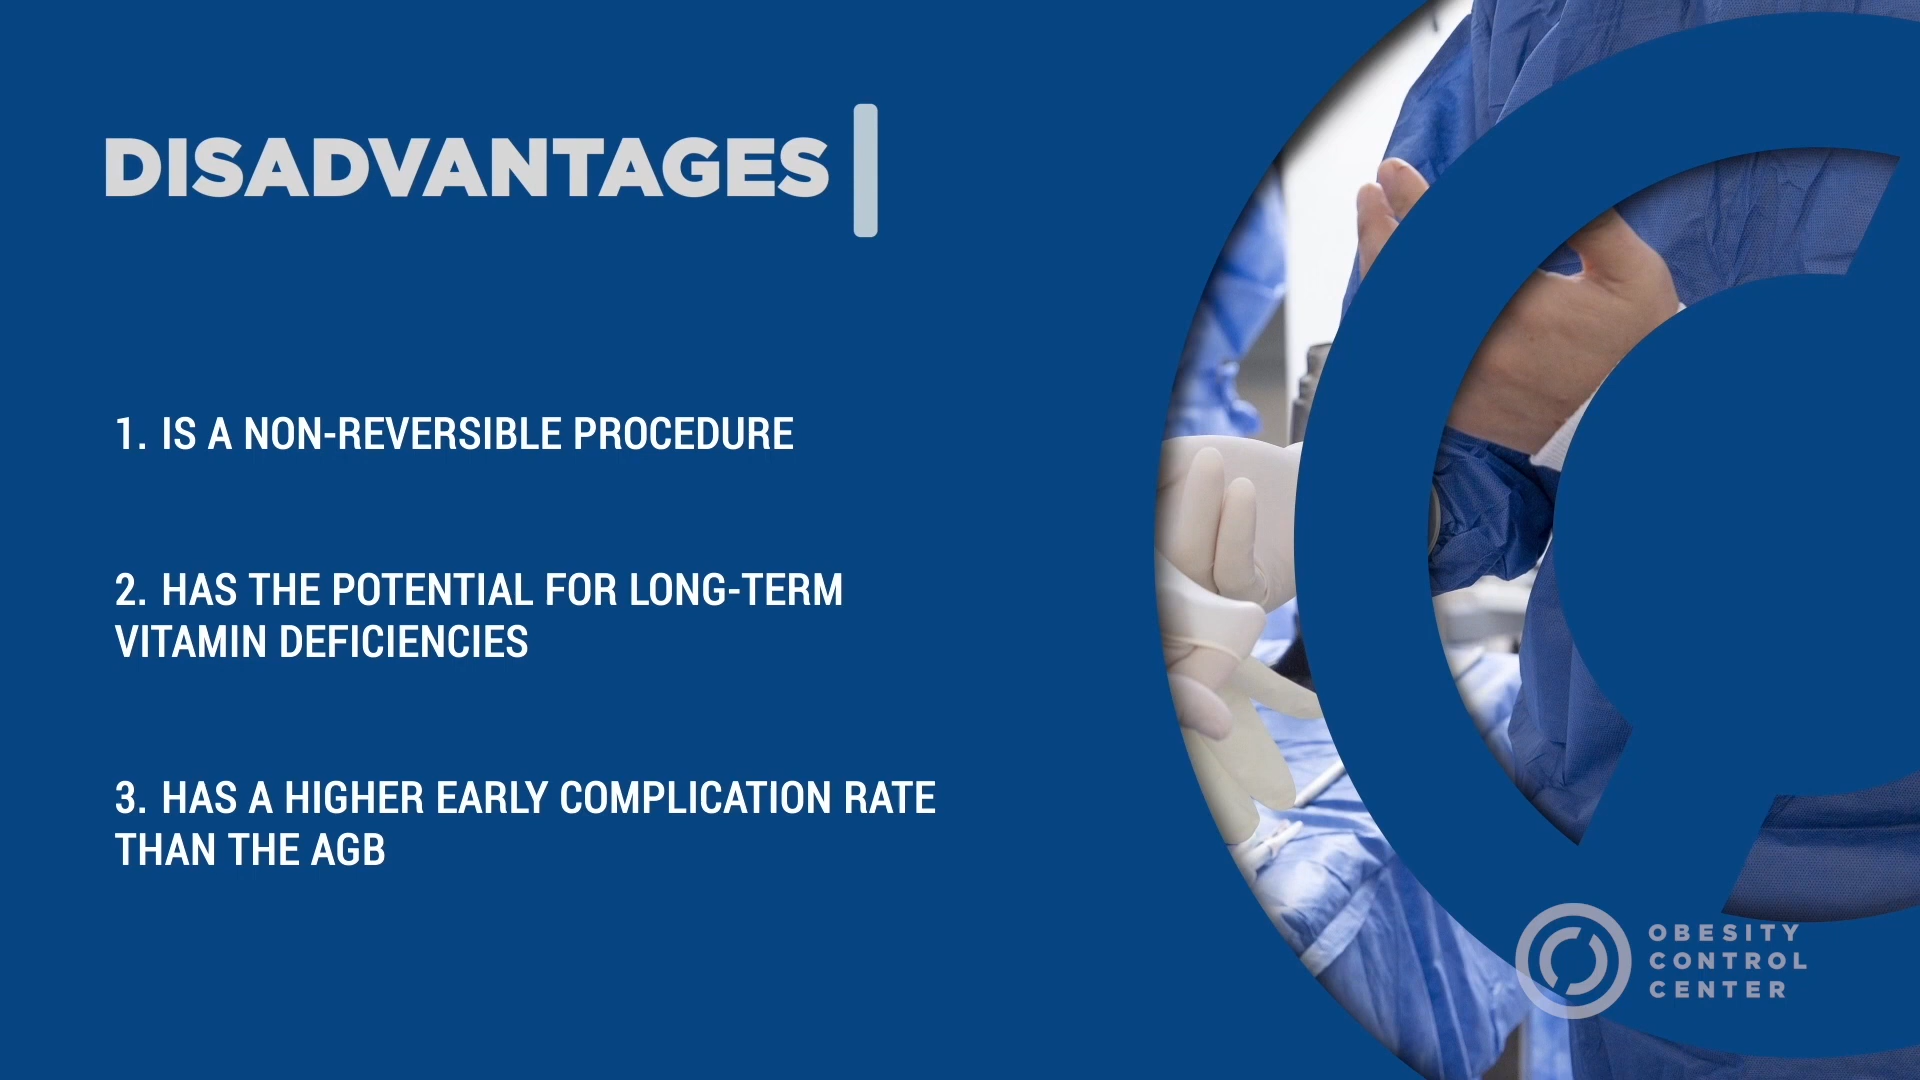 DISADVANTAGES
1. IS A NON-REVERSIBLE PROCEDURE
2. HAS THE POTENTIAL FOR LONG-TERM
VITAMIN DEFICIENCIES
3. HAS A HIGHER EARLY COMPLICATION RATE
THAN THE AGB
OBESITY
CONTROL
CENTER